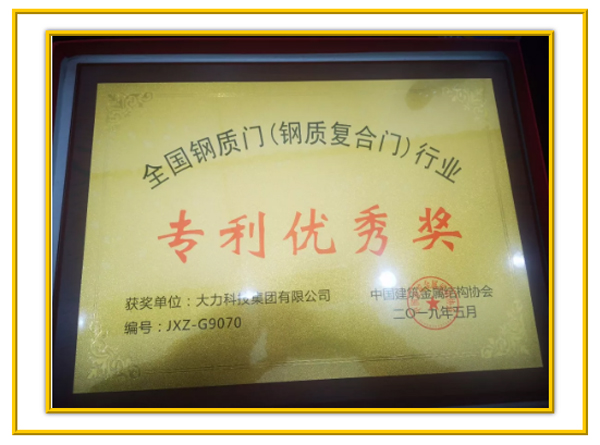 全国钢质门(钢质复合门)行业
专利优秀奖
获奖单位：大力科技集团有限公司
中国建筑金属结构协会
编号：JXZ-G9070
二〇一九年五月